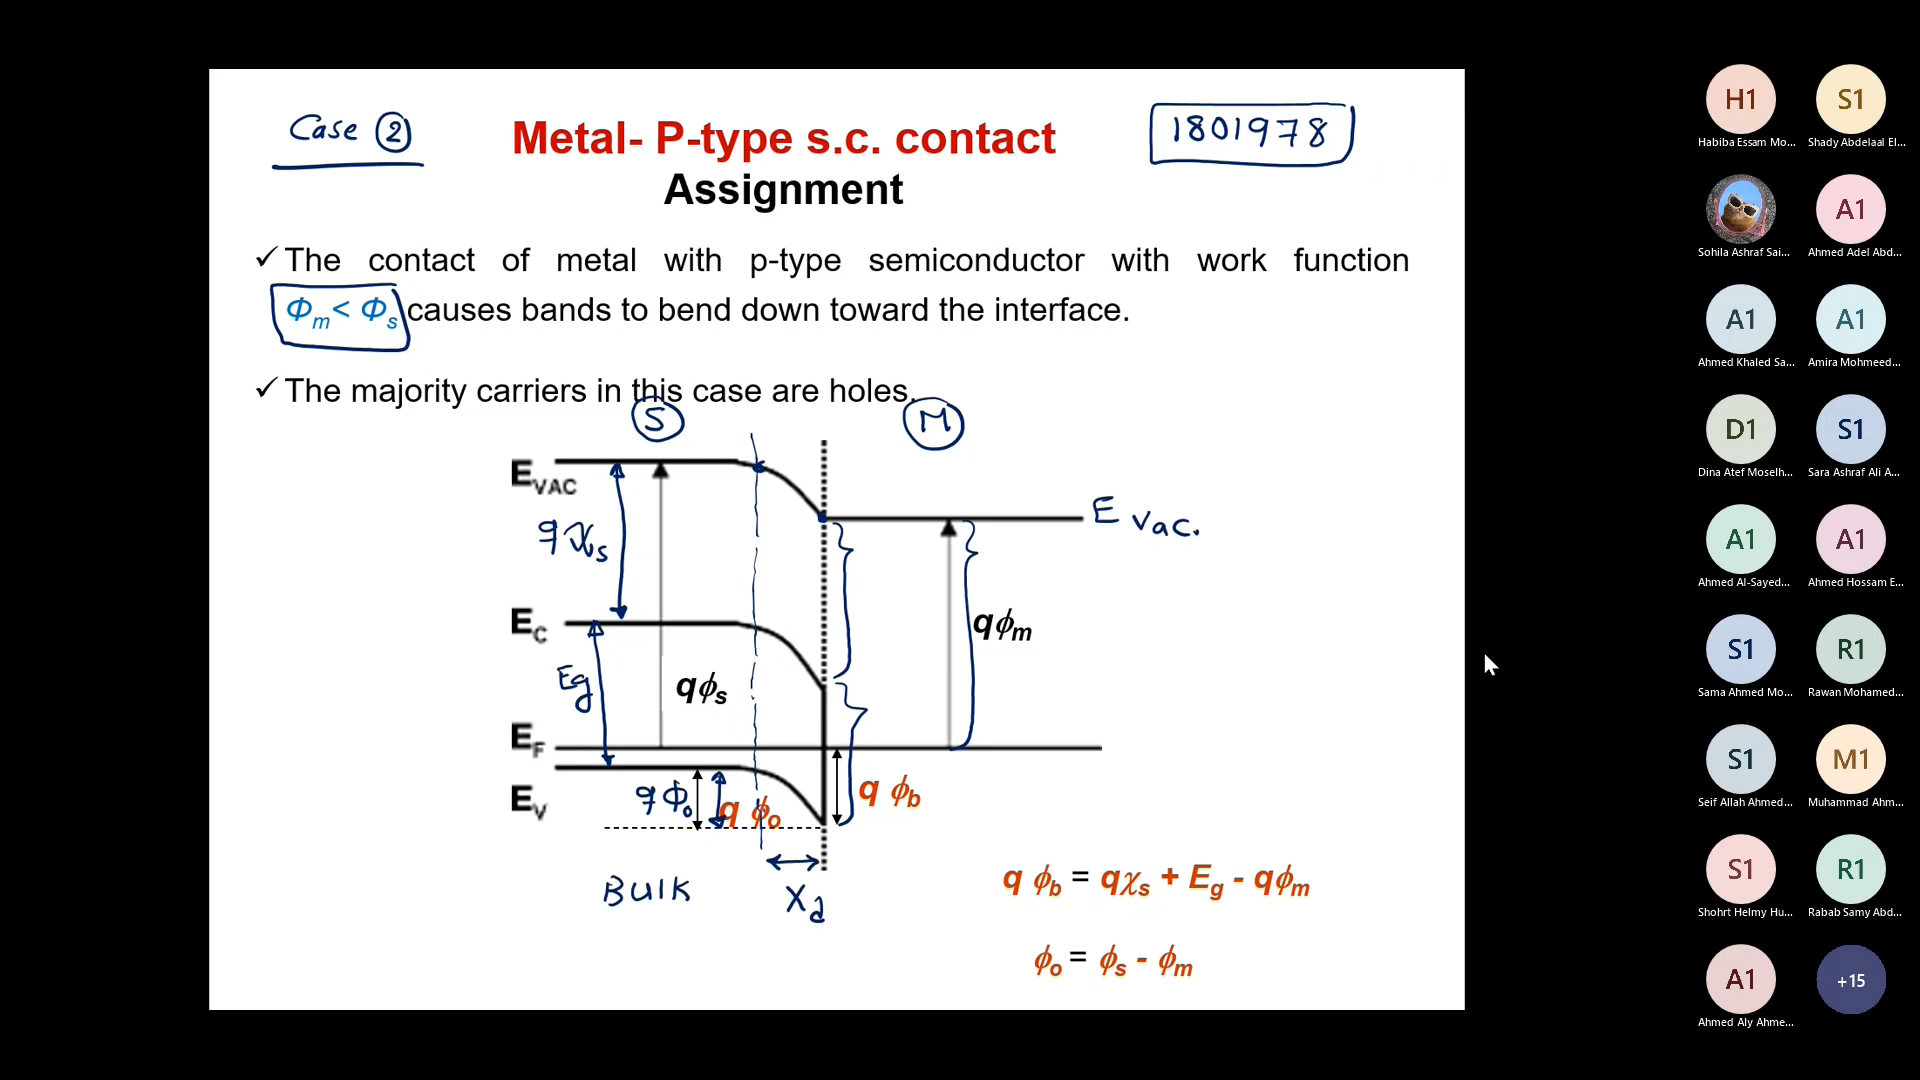 Case 2
Metal- P-type s.c. contact
1801978
Assignment
✓ The contact of metal with p-type semiconductor with work function
Φm < Φs causes bands to bend down toward the interface.
✓ The majority carriers in this case are holes.
S
M
EVAC
E vac.
qχs
EC
qϕm
Eg
qϕs
EF
EV
qΦo
q ϕo
q ϕb
Bulk
Xd
q ϕb = qχs + Eg - qϕm
ϕo = ϕs - ϕm
H1
S1
Habiba Essam Mo...
Shady Abdelaal El...
A1
Sohila Ashraf Sai...
Ahmed Adel Abd...
A1
A1
Ahmed Khaled Sa...
Amira Mohmeed...
D1
S1
Dina Atef Moselh...
Sara Ashraf Ali A...
A1
A1
Ahmed Al-Sayed...
Ahmed Hossam E...
S1
R1
Sama Ahmed Mo...
Rawan Mohamed...
S1
M1
Seif Allah Ahmed...
Muhammad Ahm...
S1
R1
Shohrt Helmy Hu...
Rabab Samy Abd...
A1
+15
Ahmed Aly Ahme...